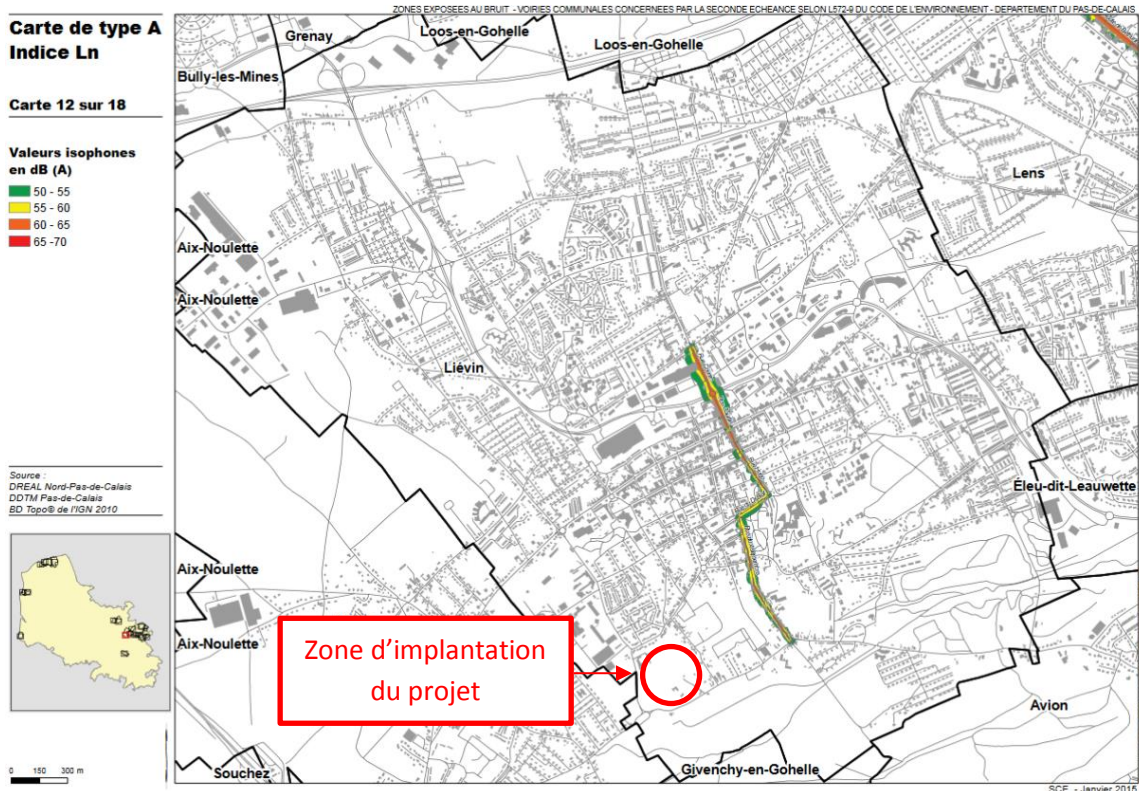 ZONES EXPOSEES AU BRUIT - VOIRIES COMMUNALES CONCERNEES PAR LA SECONDE ECHEANCE SELON L572-9 DU CODE DE L'ENVIRONNEMENT - DEPARTEMENT DU PAS-DE-CALAIS
Carte de type A
Indice Ln
Carte 12 sur 18
Valeurs isophones
en dB (A)
50 - 55
55 - 60
60 - 65
65 -70
Source :
DREAL Nord-Pas-de-Calais
DDTM Pas-de-Calais
BD Topo® de l'IGN 2010
0 150 300 m
Grenay
Loos-en-Gohelle
Loos-en-Gohelle
Bully-les-Mines
Lens
Aix-Noulette
Aix-Noulette
Liévin
Éleu-dit-Leauwette
Aix-Noulette
Aix-Noulette
Zone d'implantation
du projet
Avion
Souchez
Givenchy-en-Gohelle
SCE - Janvier 2015